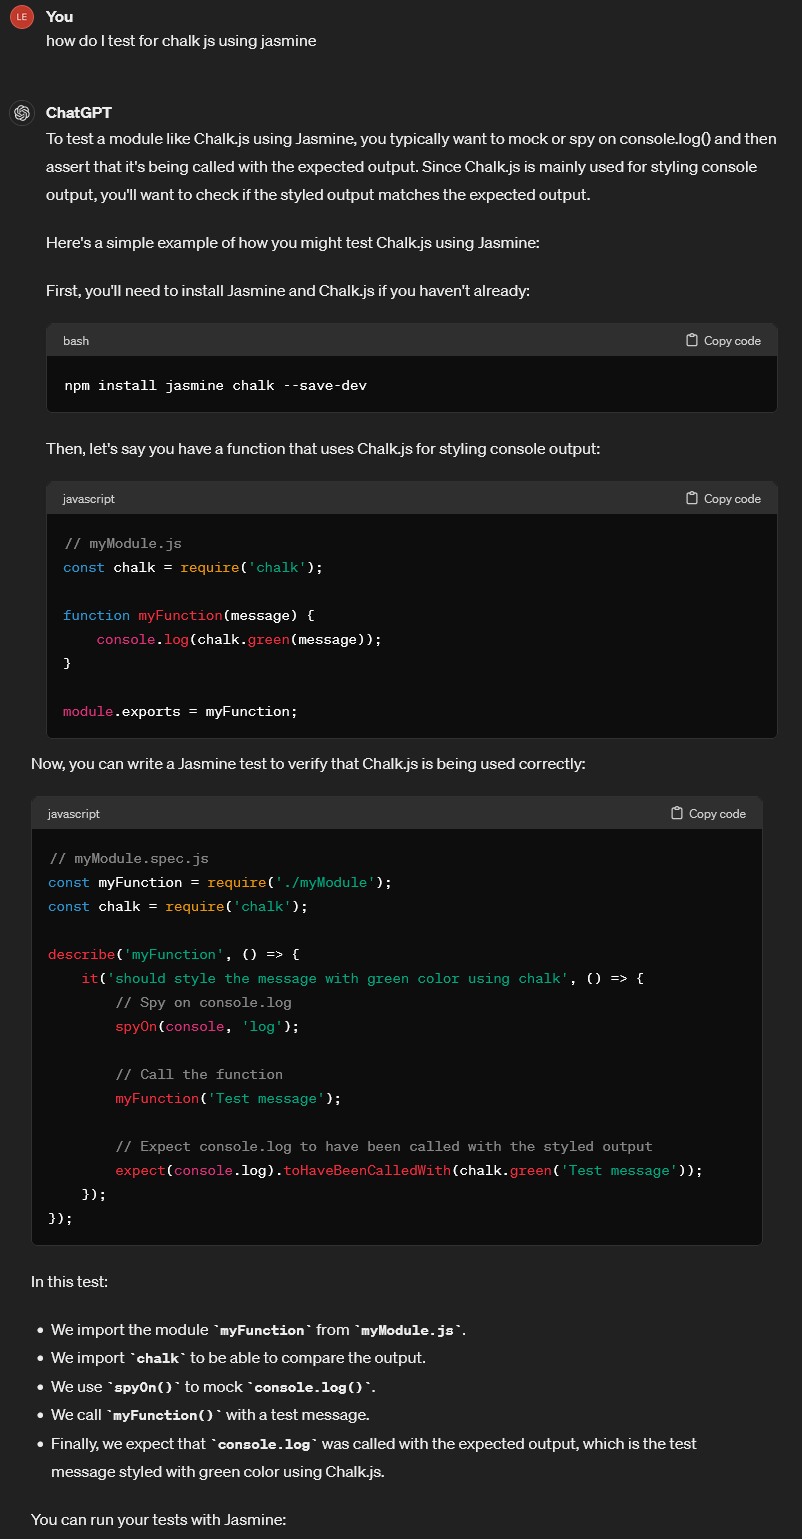 LE
You
how do I test for chalk js using jasmine
ChatGPT
To test a module like Chalk.js using Jasmine, you typically want to mock or spy on console.log() and then
assert that it's being called with the expected output. Since Chalk.js is mainly used for styling console
output, you'll want to check if the styled output matches the expected output.
Here's a simple example of how you might test Chalk.js using Jasmine:
First, you'll need to install Jasmine and Chalk.js if you haven't already:
bash Copy code
npm install jasmine chalk --save-dev
Then, let's say you have a function that uses Chalk.js for styling console output:
javascript Copy code
// myModule.js
const chalk = require('chalk');
function myFunction(message) {
    console.log(chalk.green(message));
}
module.exports = myFunction;
Now, you can write a Jasmine test to verify that Chalk.js is being used correctly:
javascript Copy code
// myModule.spec.js
const myFunction = require('./myModule');
const chalk = require('chalk');
describe('myFunction', () => {
    it('should style the message with green color using chalk', () => {
        // Spy on console.log
        spyOn(console, 'log');
        // Call the function
        myFunction('Test message');
        // Expect console.log to have been called with the styled output
        expect(console.log).toHaveBeenCalledWith(chalk.green('Test message'));
    });
});
In this test:
• We import the module `myFunction` from `myModule.js`.
• We import `chalk` to be able to compare the output.
• We use `spyOn()` to mock `console.log()`.
• We call `myFunction()` with a test message.
• Finally, we expect that `console.log` was called with the expected output, which is the test
message styled with green color using Chalk.js.
You can run your tests with Jasmine: